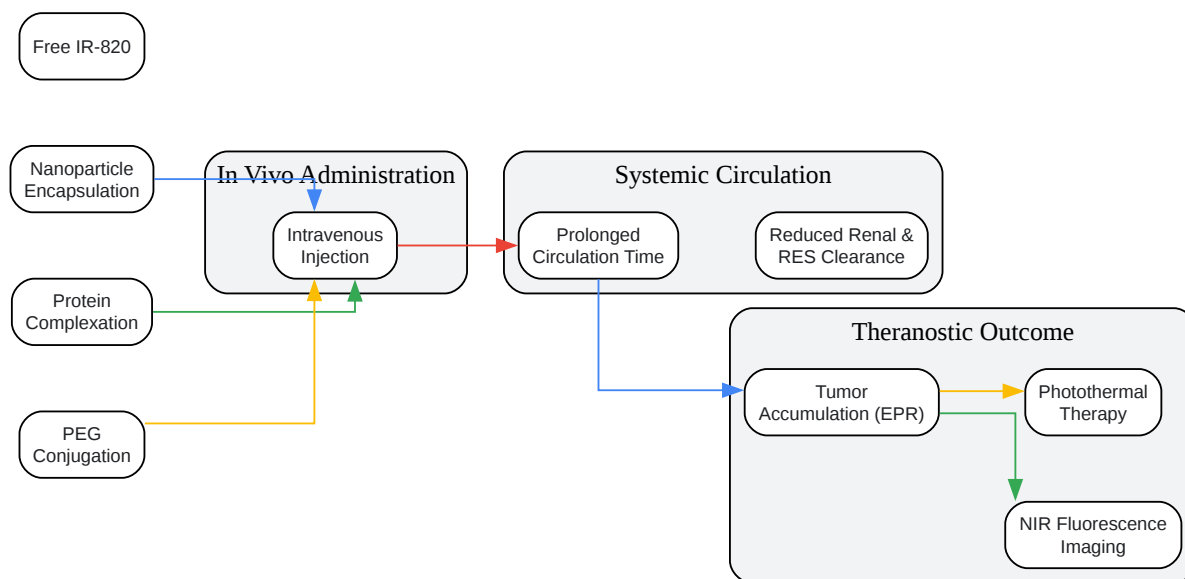 Free IR-820
Nanoparticle
Encapsulation
In Vivo Administration
Systemic Circulation
Intravenous
Injection
Prolonged
Circulation Time
Reduced Renal &
RES Clearance
Protein
Complexation
Theranostic Outcome
Tumor
Accumulation (EPR)
Photothermal
Therapy
PEG
Conjugation
NIR Fluorescence
Imaging